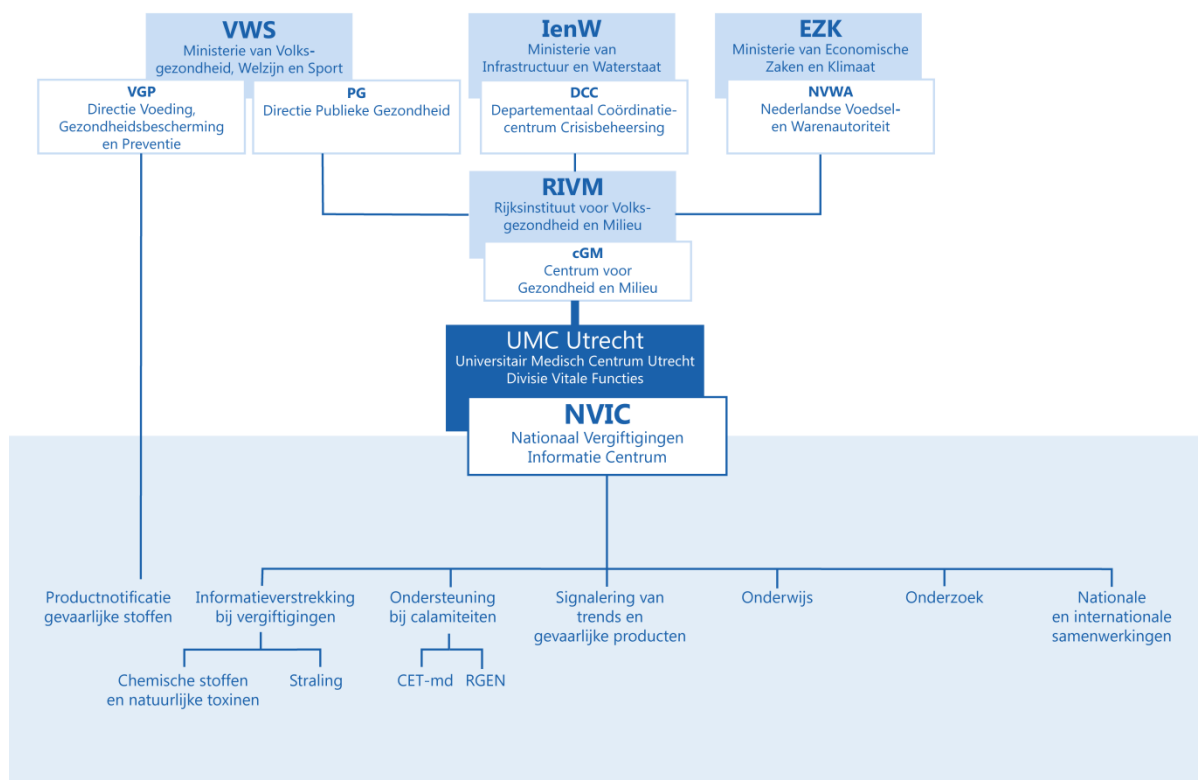 VWS
Ministerie van Volks-
gezondheid, Welzijn en Sport
VGP
Directie Voeding,
Gezondheidsbescherming
en Preventie
PG
Directie Publieke Gezondheid
IenW
Ministerie van
Infrastructuur en Waterstaat
DCC
Departementaal Coördinatie-
centrum Crisisbeheersing
EZK
Ministerie van Economische
Zaken en Klimaat
NVWA
Nederlandse Voedsel-
en Warenautoriteit
RIVM
Rijksinstituut voor Volks-
gezondheid en Milieu
cGM
Centrum voor
Gezondheid en Milieu
UMC Utrecht
Universitair Medisch Centrum Utrecht
Divisie Vitale Functies
NVIC
Nationaal Vergiftigingen
Informatie Centrum
Productnotificatie
gevaarlijke stoffen
Informatieverstrekking
bij vergiftigingen
Chemische stoffen
en natuurlijke toxinen
Straling
Ondersteuning
bij calamiteiten
CET-md
RGEN
Signalering van
trends en
gevaarlijke producten
Onderwijs
Onderzoek
Nationale
en internationale
samenwerkingen